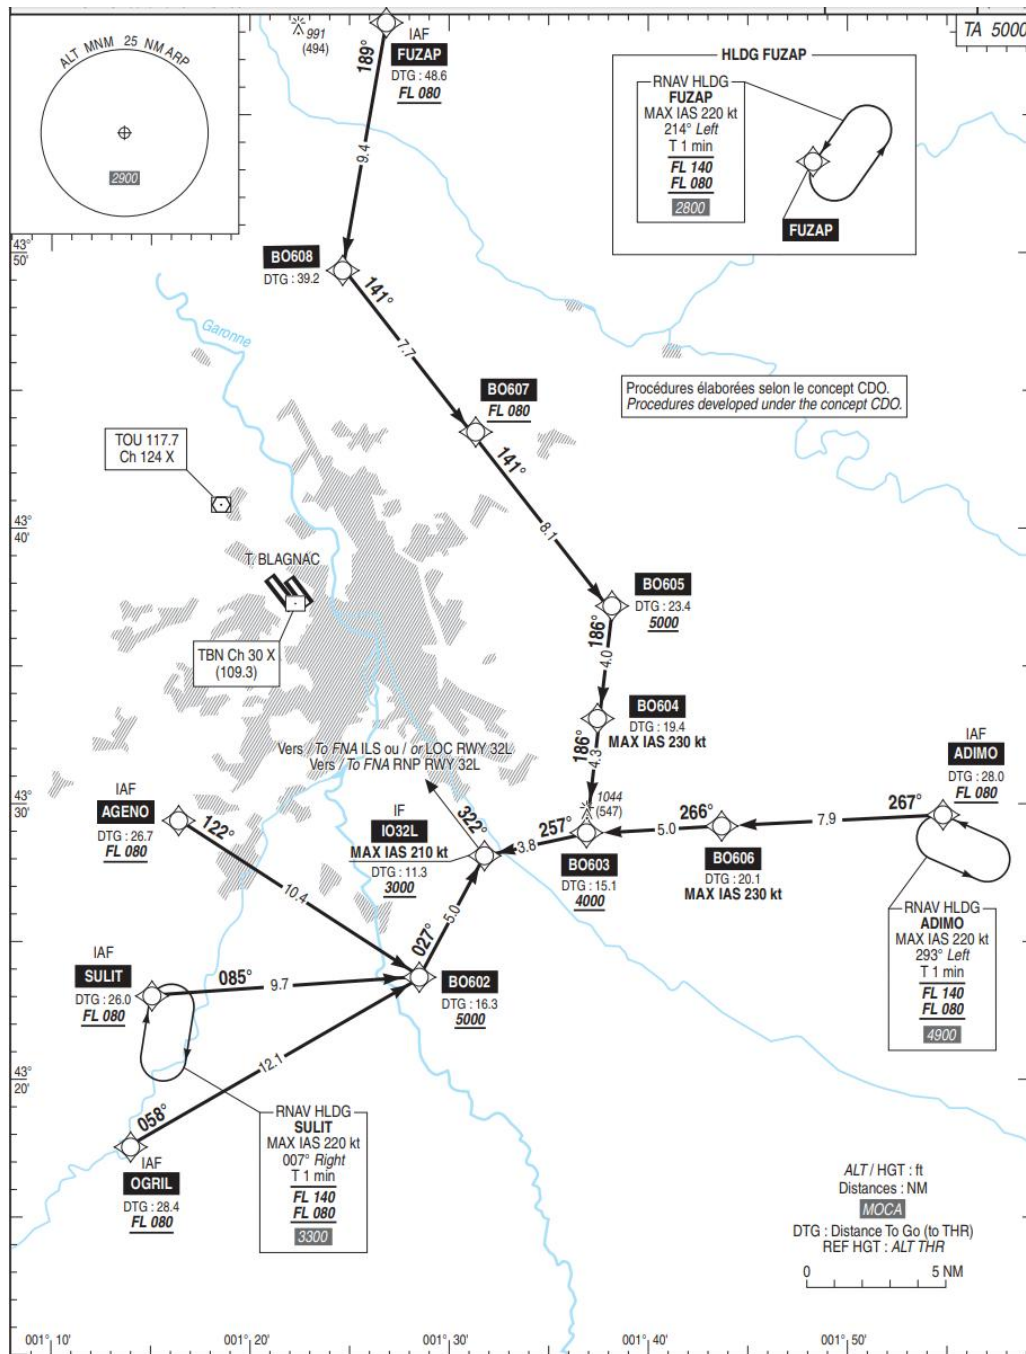 991
(494)
IAF
FUZAP
DTG : 48.6
FL 080
TA 5000
ALT MNM 25 NM ARP
2900
189°
9.4
HLDG FUZAP
RNAV HLDG
FUZAP
MAX IAS 220 kt
214° Left
T 1 min
FL 140
FL 080
2800
FUZAP
43°
50'
BO608
DTG : 39.2
141°
7.7
Garonne
BO607
FL 080
Procédures élaborées selon le concept CDO.
Procedures developed under the concept CDO.
TOU 117.7
Ch 124 X
141°
8.1
43°
40'
T. BLAGNAC
BO605
DTG : 23.4
5000
TBN Ch 30 X
(109.3)
186°
4.0
BO604
DTG : 19.4
MAX IAS 230 kt
186°
4.3
Vers / To FNA ILS ou / or LOC RWY 32L
Vers / To FNA RNP RWY 32L
IAF
ADIMO
DTG : 28.0
FL 080
43°
30'
IAF
AGENO
DTG : 26.7
FL 080
122°
10.4
IF
IO32L
MAX IAS 210 kt
DTG : 11.3
3000
322°
1044
(547)
257°
3.8
BO603
DTG : 15.1
4000
266°
5.0
267°
7.9
BO606
DTG : 20.1
MAX IAS 230 kt
RNAV HLDG
ADIMO
MAX IAS 220 kt
293° Left
T 1 min
FL 140
FL 080
4900
027°
5.0
IAF
SULIT
DTG : 26.0
FL 080
085°
9.7
BO602
DTG : 16.3
5000
12.1
43°
20'
058°
IAF
OGRIL
DTG : 28.4
FL 080
RNAV HLDG
SULIT
MAX IAS 220 kt
007° Right
T 1 min
FL 140
FL 080
3300
ALT / HGT : ft
Distances : NM
MOCA
DTG : Distance To Go (to THR)
REF HGT : ALT THR
0 5 NM
001° 10' 001° 20' 001° 30' 001° 40' 001° 50'